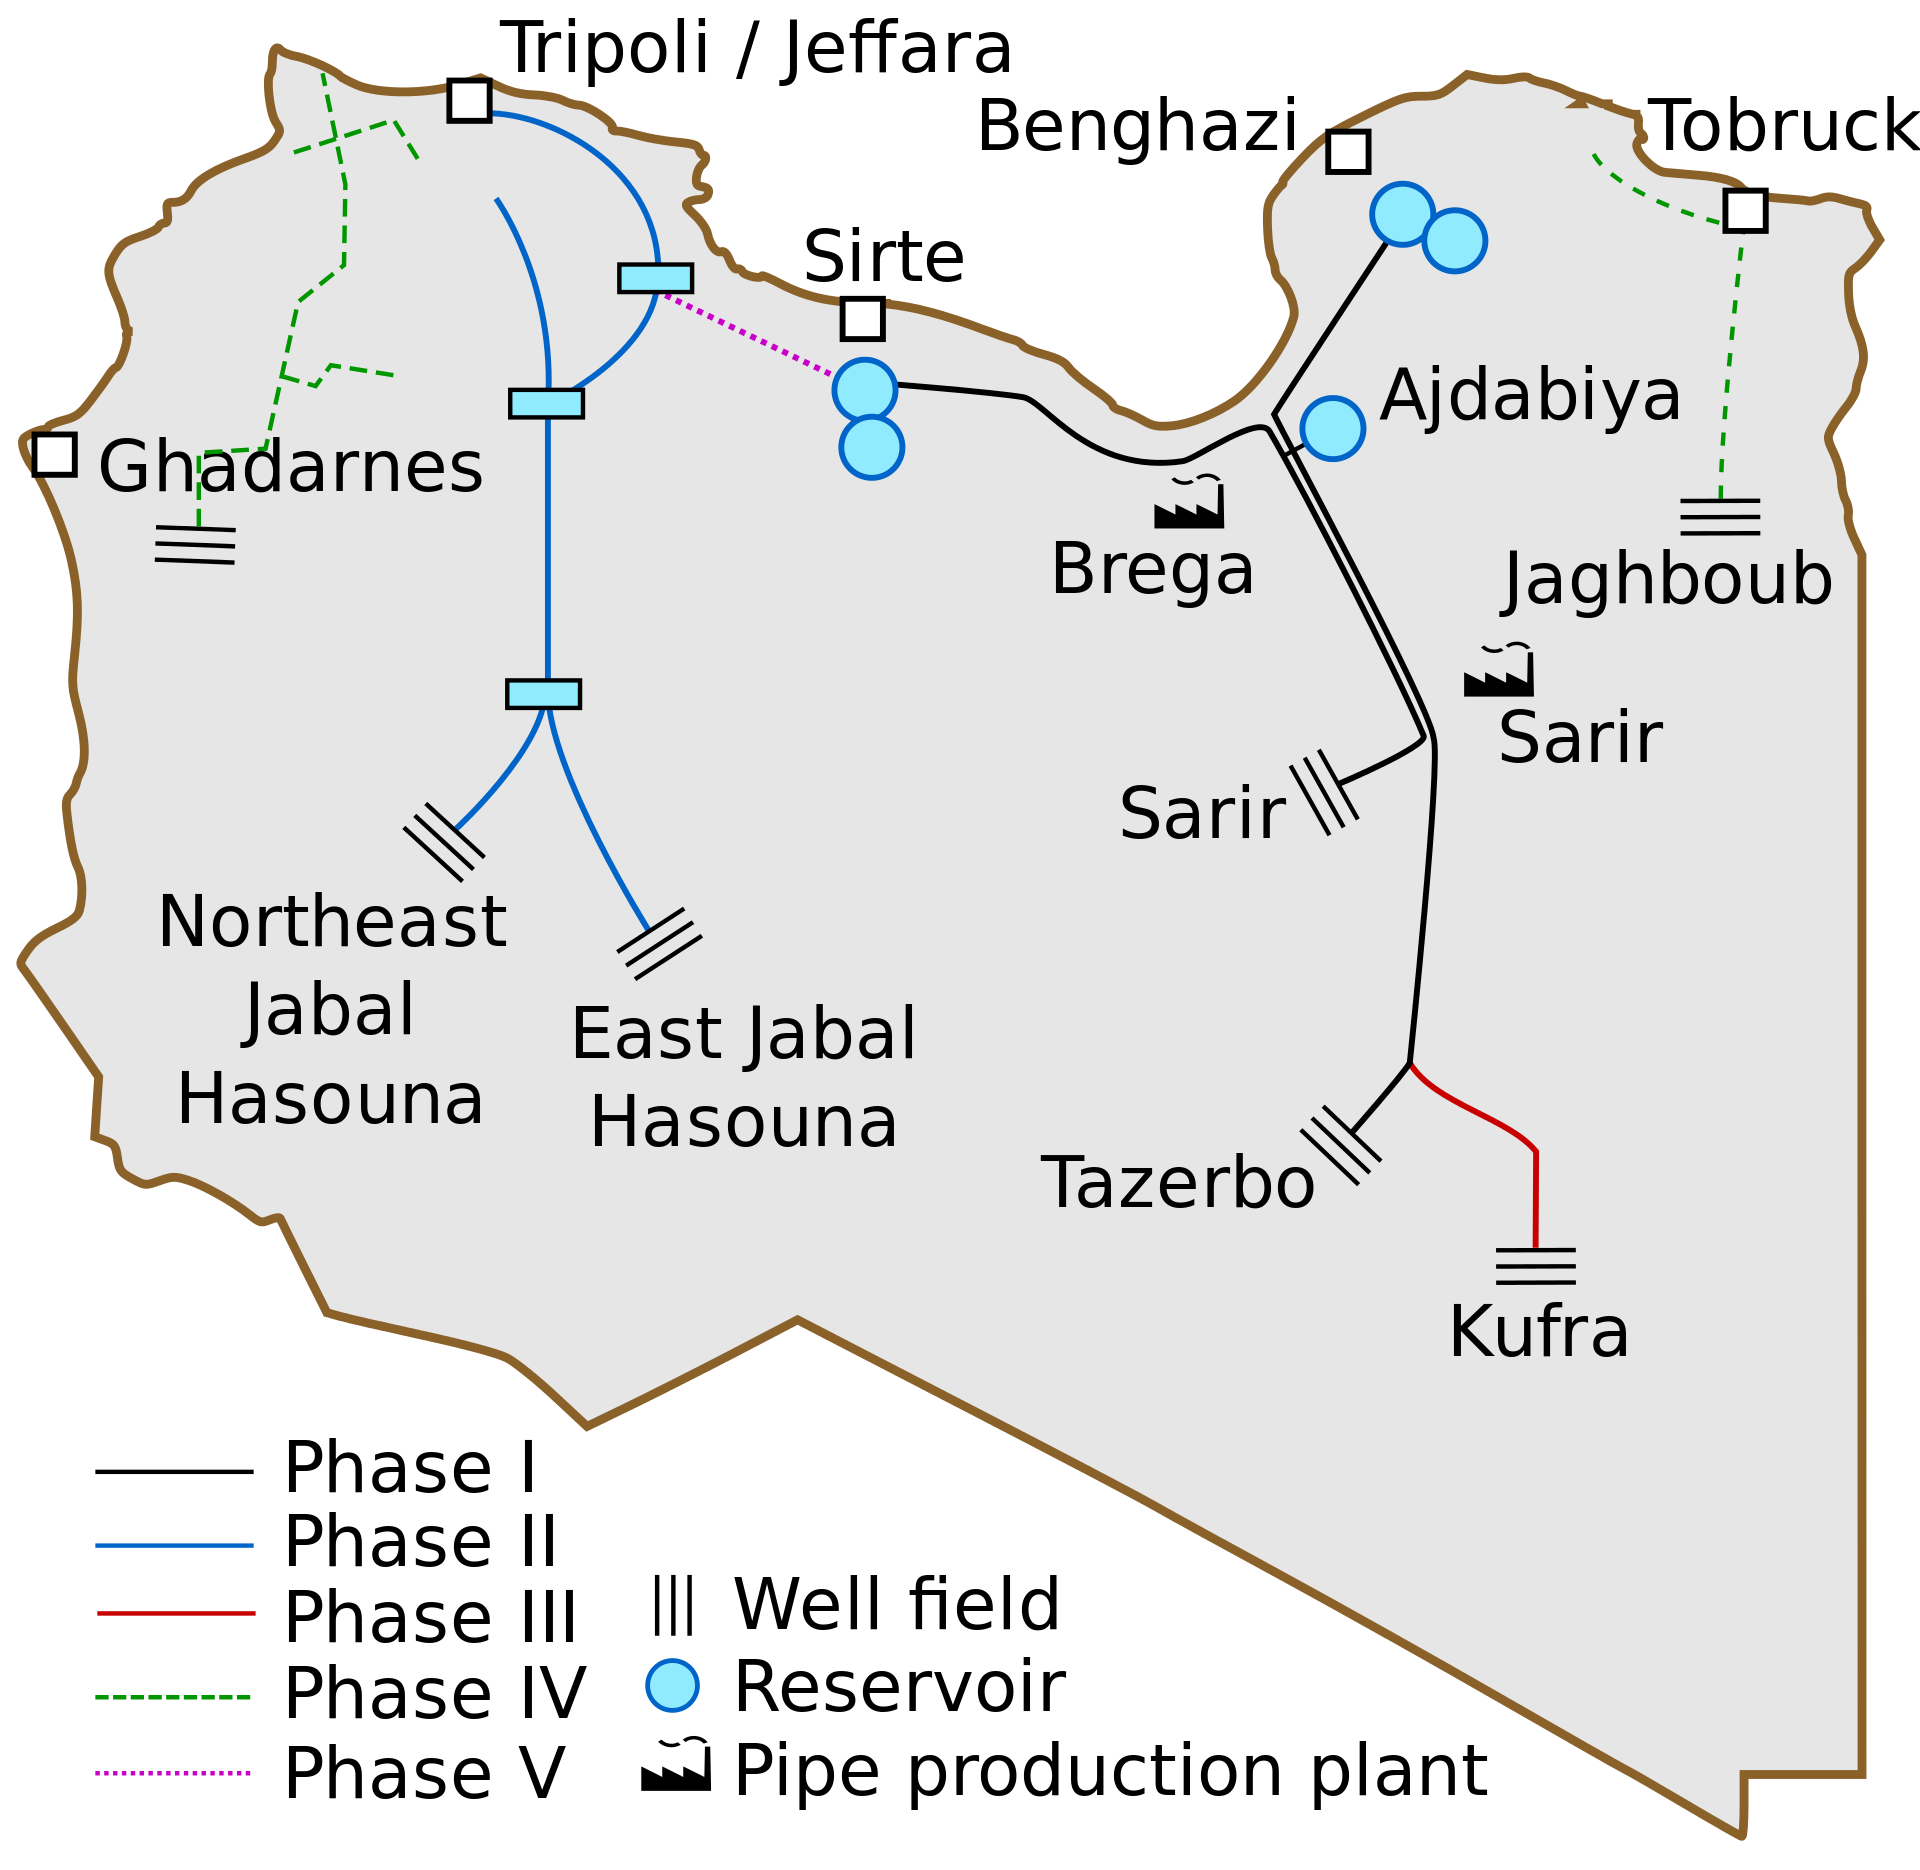 Tripoli / Jeffara
Benghazi
Tobruck
Sirte
Ajdabiya
Ghadarnes
Brega
Jaghboub
Sarir
Sarir
Northeast
Jabal
Hasouna
East Jabal
Hasouna
Tazerbo
Kufra
Phase I
Phase II
Phase III
Phase IV
Phase V
Well field
Reservoir
Pipe production plant